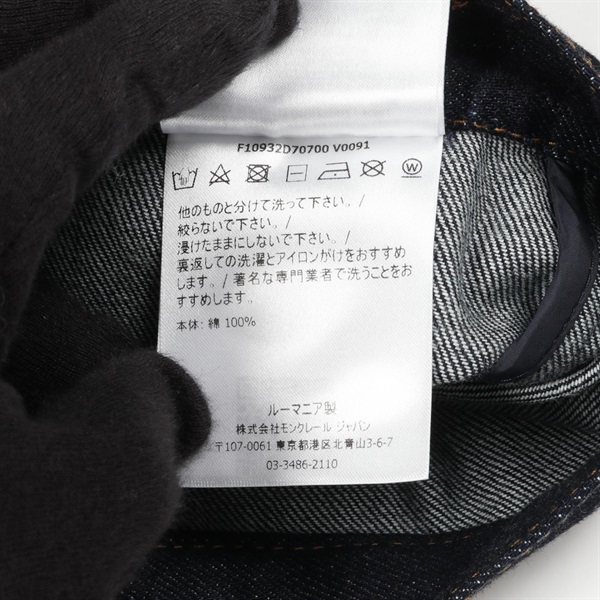 F10932D70700 V0091
W
他のものと分けて洗って下さい。/
絞らないで下さい。/
浸けたままにしないで下さい。/
裏返しての洗濯とアイロンがけをおすすめ
します。/ 著名な専門業者で洗うことをお
すすめします。
本体: 綿 100%
ルーマニア製
株式会社モンクレール ジャパン
〒107-0061 東京都港区北青山3-6-7
03-3486-2110